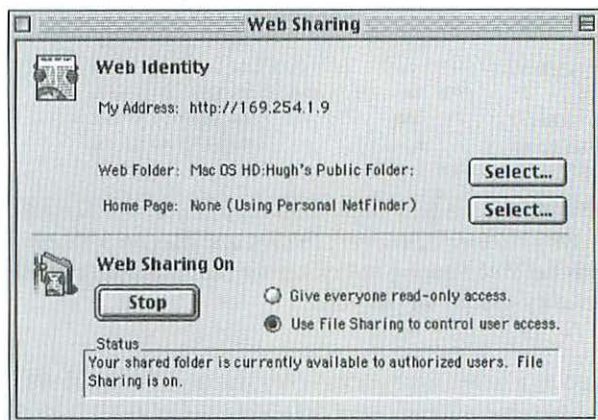 Web Sharing
Web Identity
My Address: http://169.254.1.9
Web Folder: Mac OS HD:Hugh's Public Folder:
Select...
Home Page: None (Using Personal NetFinder)
Select...
Web Sharing On
Stop
Give everyone read-only access.
Use File Sharing to control user access.
Status
Your shared folder is currently available to authorized users. File
Sharing is on.